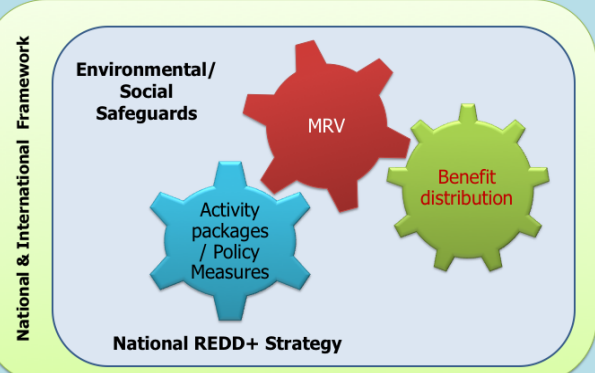 National & International Framework
Environmental/
Social
Safeguards
MRV
Benefit
distribution
Activity
packages
/ Policy
Measures
National REDD+ Strategy